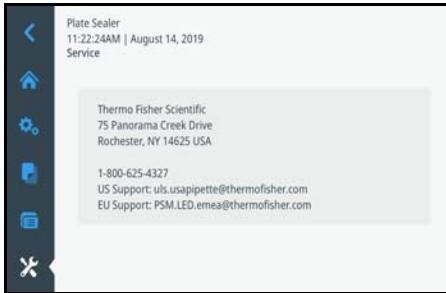 Plate Sealer
11:22:24AM | August 14, 2019
Service
Thermo Fisher Scientific
75 Panorama Creek Drive
Rochester, NY 14625 USA
1-800-625-4327
US Support: uls.usapipette@thermofisher.com
EU Support: PSM.LED.emea@thermofisher.com